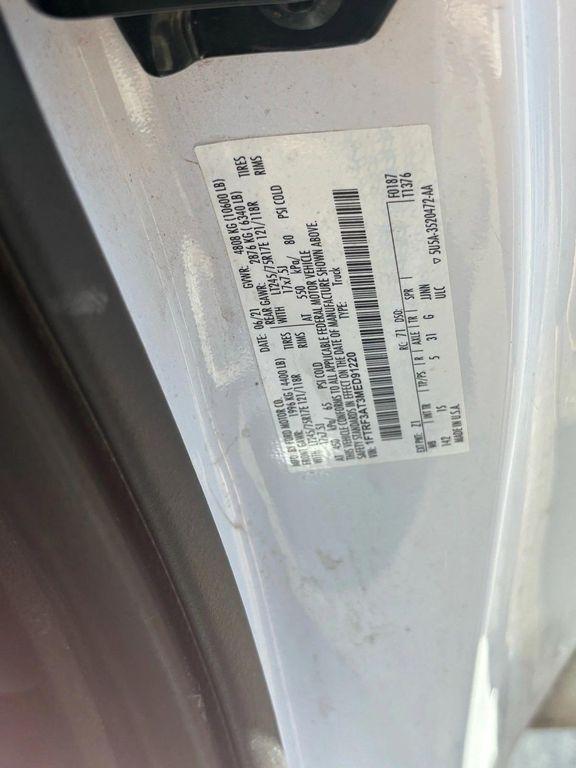 MFD BY FORD MOTOR CO. DATE: 06/21 GVWR: 4808 KG (10600 LB)
FRONT GAWR: 1996 KG (4400 LB) REAR GAWR: 2876 KG (6340 LB)
LT245/75R17E 121/118R TIRES LT245/75R17E 121/118R TIRES
WITH 17x7.5J RIMS WITH 17x7.5J RIMS
AT 450 kPa/ 65 PSI COLD AT 550 kPa/ 80 PSI COLD
THIS VEHICLE CONFORMS TO ALL APPLICABLE FEDERAL MOTOR VEHICLE
SAFETY STANDARDS IN EFFECT ON THE DATE OF MANUFACTURE SHOWN ABOVE.
VIN: 1FTRF3AT3MED91220 TYPE: Truck
F0187
T1376
EXT PNT: Z1 RC: 71 DSO:
WB INT TR TP/PS R AXLE TR SPR
142 1S 5 31 G JJNN
MADE IN U.S.A. ULC
▽5U5A-3520472-AA